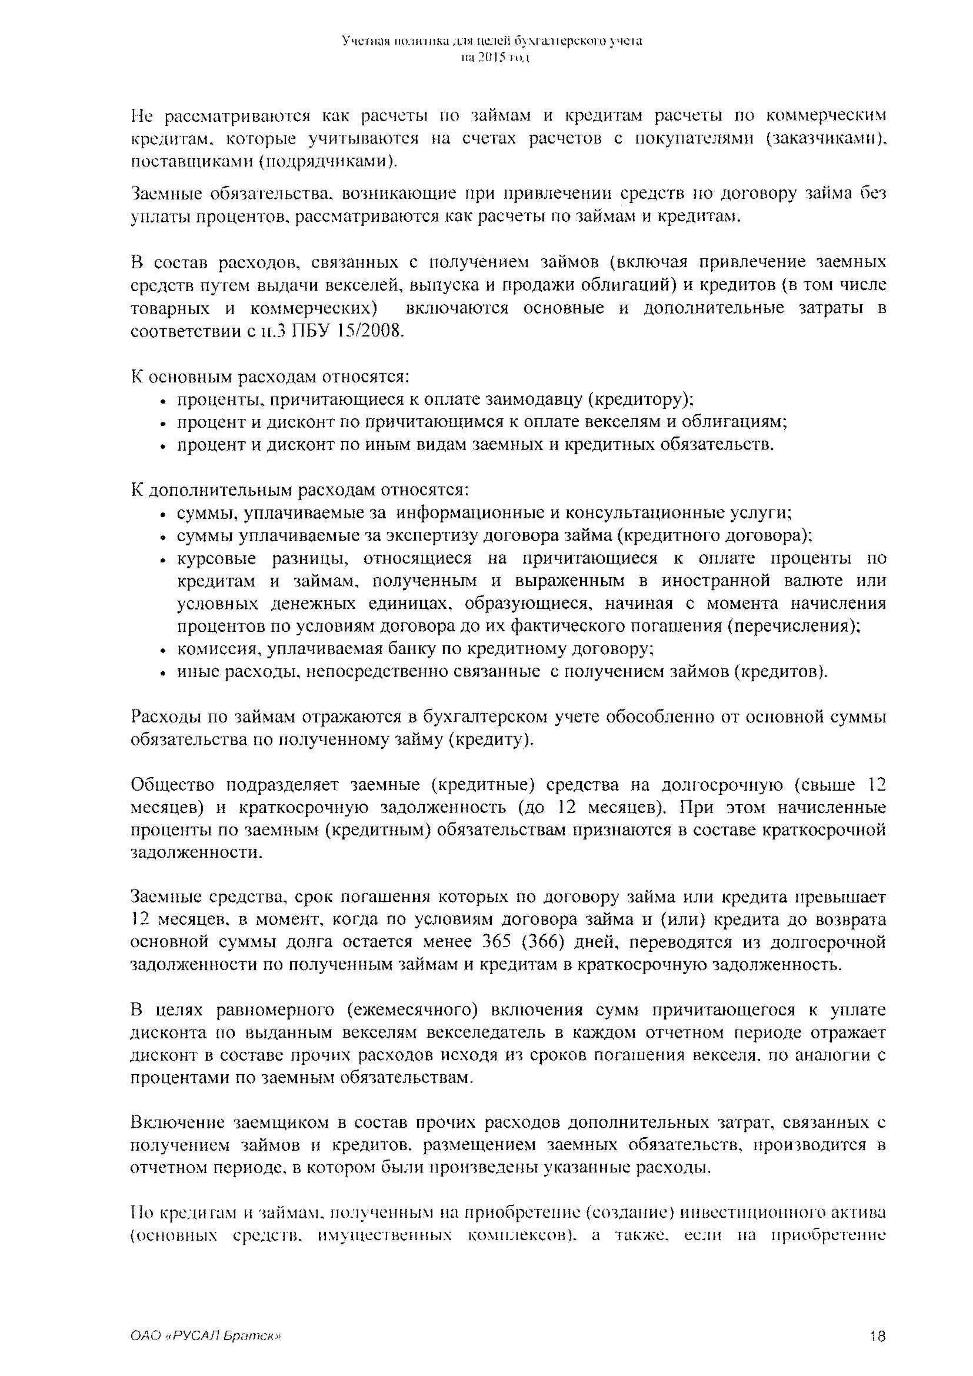 Учетная политика для целей бухгалтерского учета
на 2015 год
Не рассматриваются как расчеты по займам и кредитам расчеты по коммерческим
кредитам, которые учитываются на счетах расчетов с покупателями (заказчиками),
поставщиками (подрядчиками).
Заемные обязательства, возникающие при привлечении средств по договору займа без
уплаты процентов, рассматриваются как расчеты по займам и кредитам.
В состав расходов, связанных с получением займов (включая привлечение заемных
средств путем выдачи векселей, выпуска и продажи облигаций) и кредитов (в том числе
товарных и коммерческих) включаются основные и дополнительные затраты в
соответствии с п.3 ПБУ 15/2008.
К основным расходам относятся:
• проценты, причитающиеся к оплате заимодавцу (кредитору);
• процент и дисконт по причитающимся к оплате векселям и облигациям;
• процент и дисконт по иным видам заемных и кредитных обязательств.
К дополнительным расходам относятся:
• суммы, уплачиваемые за информационные и консультационные услуги;
• суммы уплачиваемые за экспертизу договора займа (кредитного договора);
• курсовые разницы, относящиеся на причитающиеся к оплате проценты по
кредитам и займам, полученным и выраженным в иностранной валюте или
условных денежных единицах, образующиеся, начиная с момента начисления
процентов по условиям договора до их фактического погашения (перечисления);
• комиссия, уплачиваемая банку по кредитному договору;
• иные расходы, непосредственно связанные с получением займов (кредитов).
Расходы по займам отражаются в бухгалтерском учете обособленно от основной суммы
обязательства по полученному займу (кредиту).
Общество подразделяет заемные (кредитные) средства на долгосрочную (свыше 12
месяцев) и краткосрочную задолженность (до 12 месяцев). При этом начисленные
проценты по заемным (кредитным) обязательствам признаются в составе краткосрочной
задолженности.
Заемные средства, срок погашения которых по договору займа или кредита превышает
12 месяцев, в момент, когда по условиям договора займа и (или) кредита до возврата
основной суммы долга остается менее 365 (366) дней, переводятся из долгосрочной
задолженности по полученным займам и кредитам в краткосрочную задолженность.
В целях равномерного (ежемесячного) включения сумм причитающегося к уплате
дисконта по выданным векселям векселедатель в каждом отчетном периоде отражает
дисконт в составе прочих расходов исходя из сроков погашения векселя, по аналогии с
процентами по заемным обязательствам.
Включение заемщиком в состав прочих расходов дополнительных затрат, связанных с
получением займов и кредитов, размещением заемных обязательств, производится в
отчетном периоде, в котором были произведены указанные расходы.
По кредитам и займам, полученным на приобретение (создание) инвестиционного актива
(основных средств, имущественных комплексов), а также, если на приобретение
ОАО «РУСАЛ Братск»
18